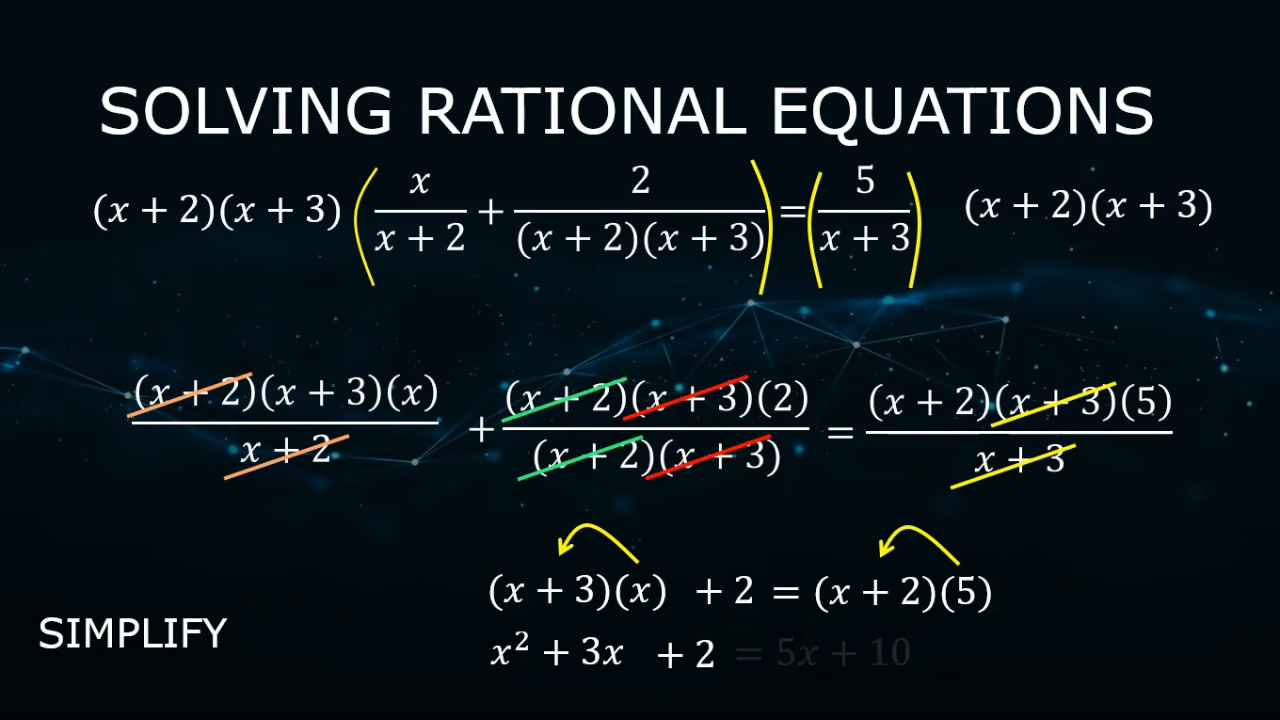 SOLVING RATIONAL EQUATIONS
(x + 2)(x + 3) ( x/(x + 2) + 2/((x + 2)(x + 3)) ) = ( 5/(x + 3) ) (x + 2)(x + 3)
(x + 2)(x + 3)(x)/(x + 2) + (x + 2)(x + 3)(2)/((x + 2)(x + 3)) = (x + 2)(x + 3)(5)/(x + 3)
(x + 3)(x) + 2 = (x + 2)(5)
SIMPLIFY
x² + 3x + 2 = 5x + 10